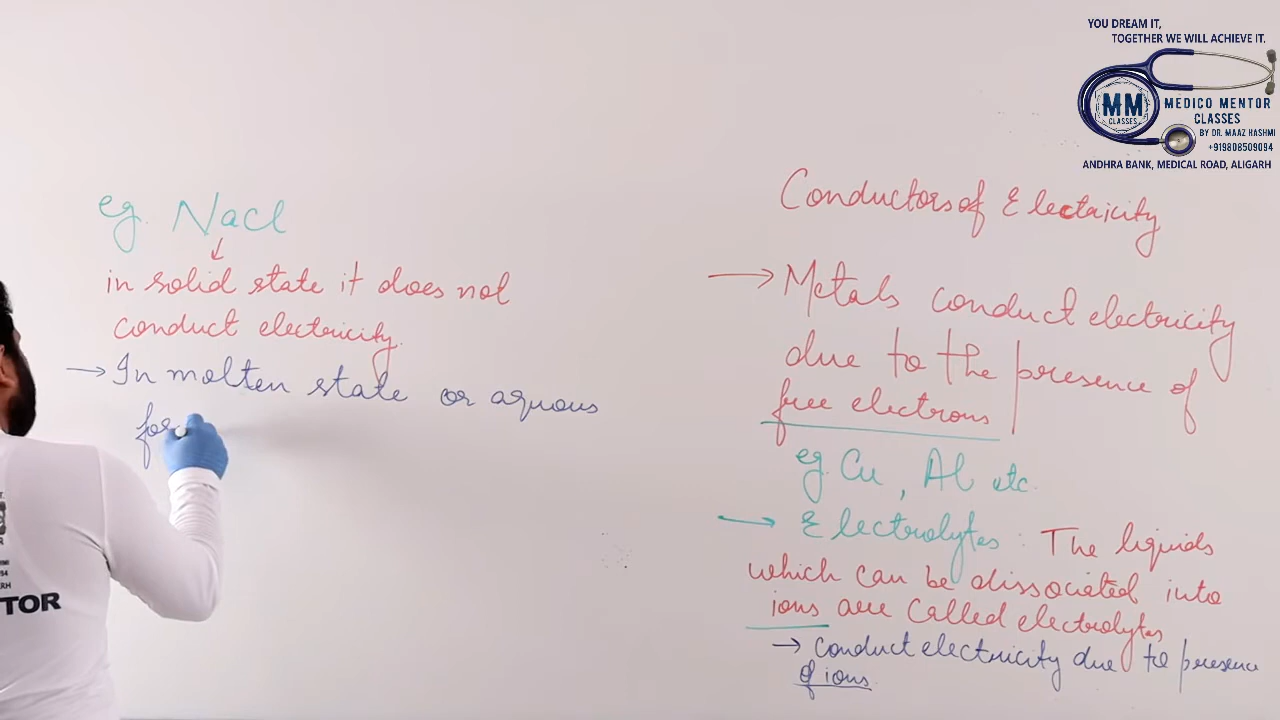 YOU DREAM IT,
TOGETHER WE WILL ACHIEVE IT.
MM
CLASSES
MEDICO MENTOR
CLASSES
BY DR. MAAZ HASHMI
+919808509094
ANDHRA BANK, MEDICAL ROAD, ALIGARH
eg. Nacl
↓
in solid state it does not
conduct electricity.
→ In molten state or aquous
for
Conductors of Electricity
→ Metals conduct electricity
due to the presence of
free electrons
eg. Cu, Al etc.
→ Electrolytes : The liquids
which can be dissociated into
ions are called electrolytes
→ Conduct electricity due to presence
of ions.
TOR